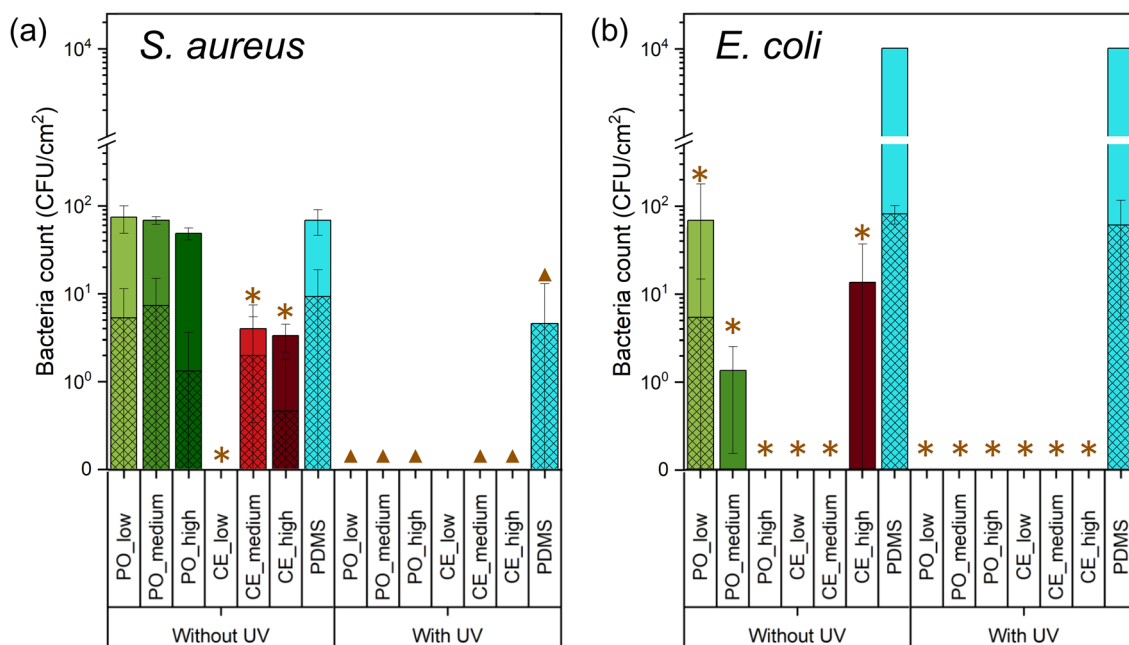 (a)
S. aureus
Bacteria count (CFU/cm²)
10⁴
10²
10¹
10⁰
0
PO_low
PO_medium
PO_high
CE_low
CE_medium
CE_high
PDMS
PO_low
PO_medium
PO_high
CE_low
CE_medium
CE_high
PDMS
Without UV
With UV
(b)
E. coli
Bacteria count (CFU/cm²)
10⁴
10²
10¹
10⁰
0
PO_low
PO_medium
PO_high
CE_low
CE_medium
CE_high
PDMS
PO_low
PO_medium
PO_high
CE_low
CE_medium
CE_high
PDMS
Without UV
With UV